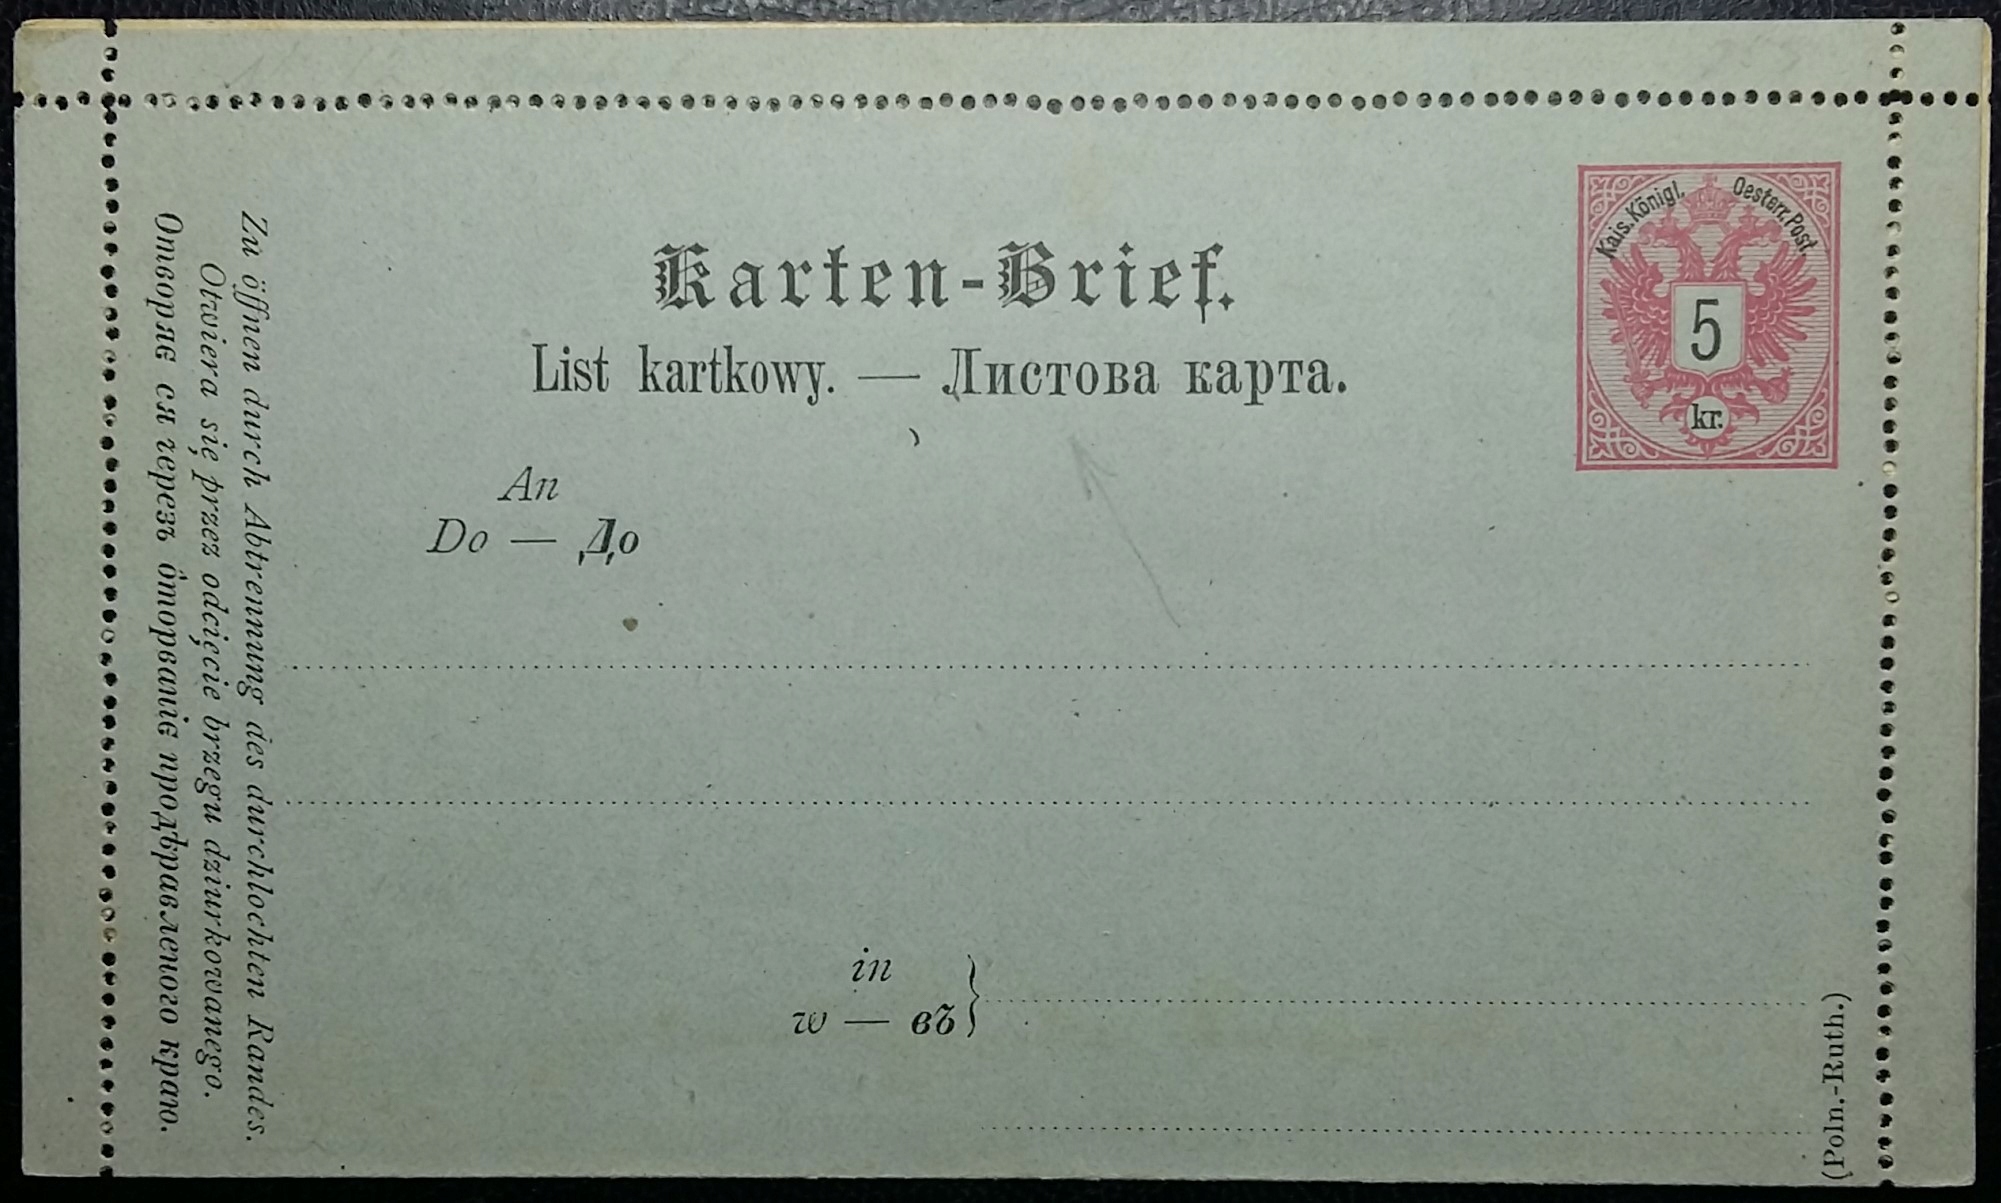 Kais. Königl. Oesterr. Post.
5
kr.
Karten-Brief.
List kartkowy. — Листова карта.
An
Do — До
in
w — въ
(Poln.-Ruth.)
Zu öffnen durch Abtrennung des durchlochten Randes.
Otwiera się przez odcięcie brzegu dziurkowanego.
Отворяє ся через ъ ѿторванїє продѣравленого краю.